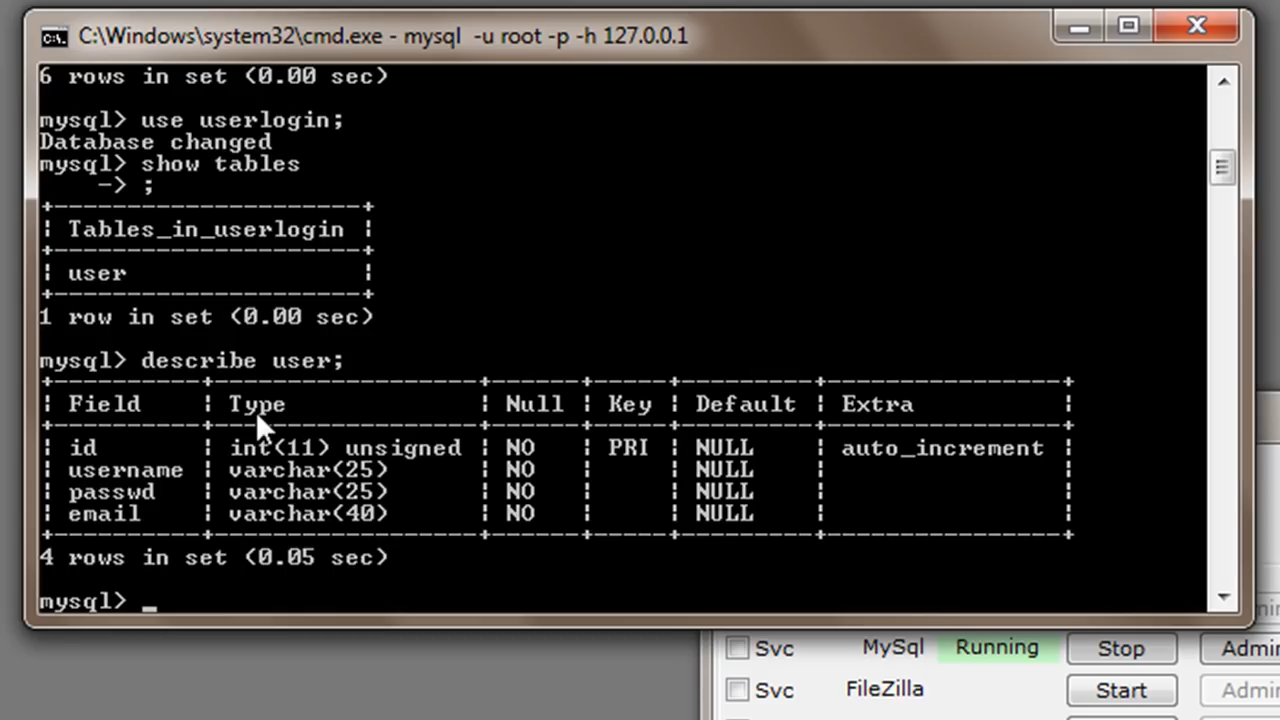 C:\Windows\system32\cmd.exe - mysql -u root -p -h 127.0.0.1
6 rows in set (0.00 sec)
mysql> use userlogin;
Database changed
mysql> show tables
    -> ;
+----------------------+
| Tables_in_userlogin |
+----------------------+
| user                |
+----------------------+
1 row in set (0.00 sec)
mysql> describe user;
+-----------+-------------------+-------+------+----------+-----------------+
| Field | Type | Null | Key | Default | Extra |
+-----------+-------------------+-------+------+----------+-----------------+
| id | int(11) unsigned | NO | PRI | NULL | auto_increment |
| username | varchar(25) | NO | | NULL | |
| passwd | varchar(25) | NO | | NULL | |
| email | varchar(40) | NO | | NULL | |
+-----------+-------------------+-------+------+----------+-----------------+
4 rows in set (0.05 sec)
mysql> _
Svc MySql Running Stop
Svc FileZilla Start